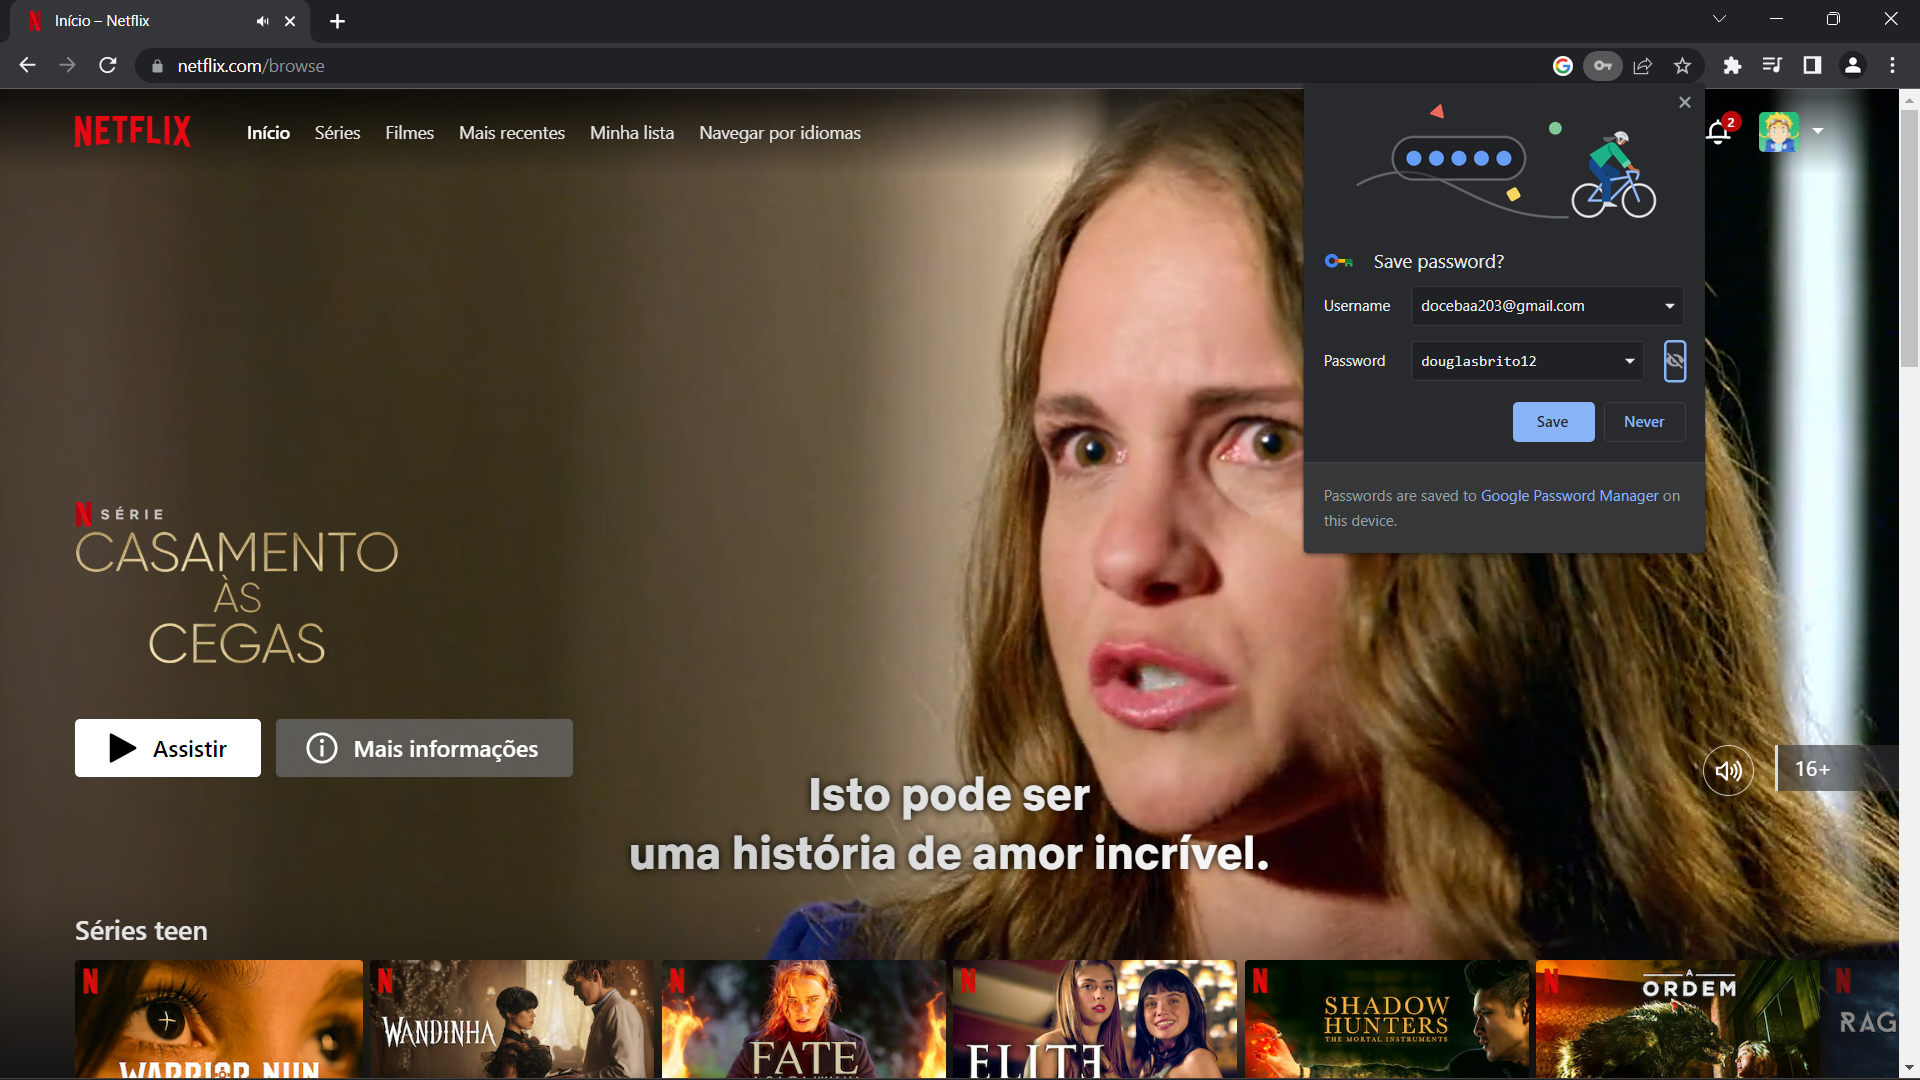 Início – Netflix
netflix.com/browse
NETFLIX
Início Séries Filmes Mais recentes Minha lista Navegar por idiomas
2
Save password?
Username docebaa203@gmail.com
Password douglasbrito12
Save Never
Passwords are saved to Google Password Manager on
this device.
N SÉRIE
CASAMENTO
ÀS
CEGAS
Assistir Mais informações
16+
Isto pode ser
uma história de amor incrível.
Séries teen
WARRIOR NUN
WANDINHA
FATE
ELITE
SHADOW
HUNTERS
THE MORTAL INSTRUMENTS
A
ORDEM
RAG